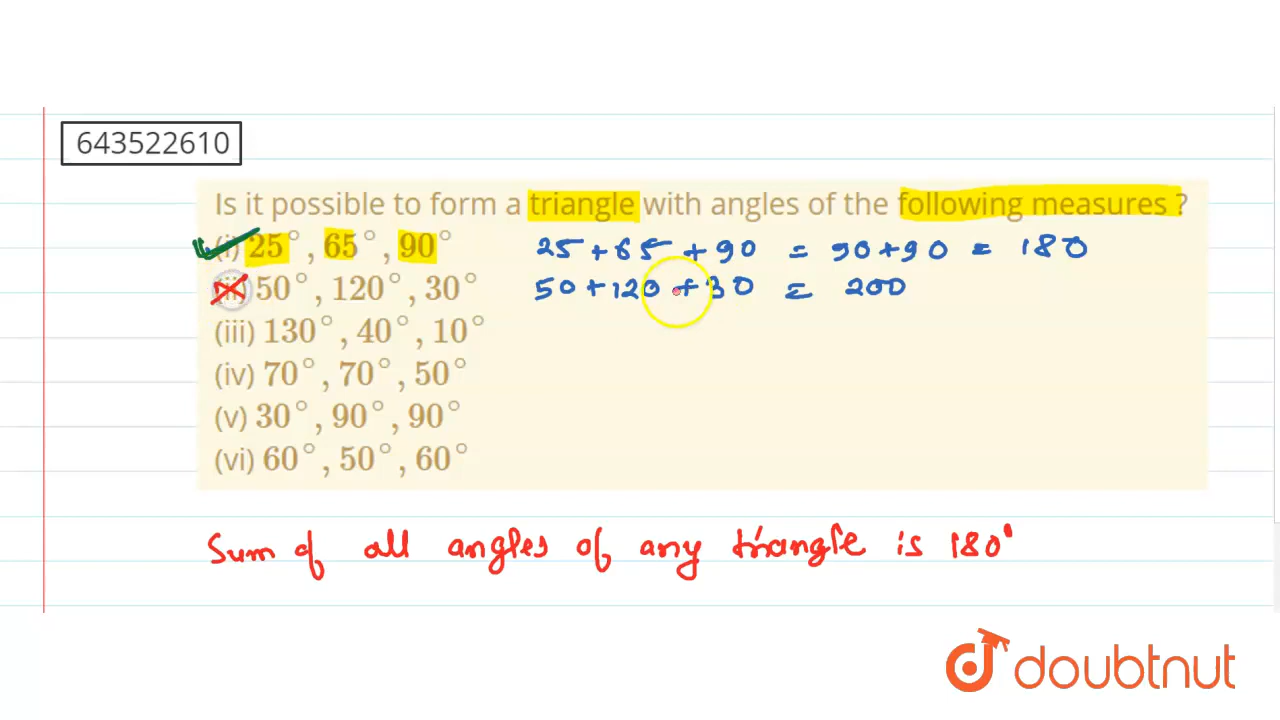 643522610
Is it possible to form a triangle with angles of the following measures ?
(i) 25°, 65°, 90° 25+65+90 = 90+90 = 180
(ii) 50°, 120°, 30° 50+120+30 = 200
(iii) 130°, 40°, 10°
(iv) 70°, 70°, 50°
(v) 30°, 90°, 90°
(vi) 60°, 50°, 60°
Sum of all angles of any triangle is 180°
doubtnut